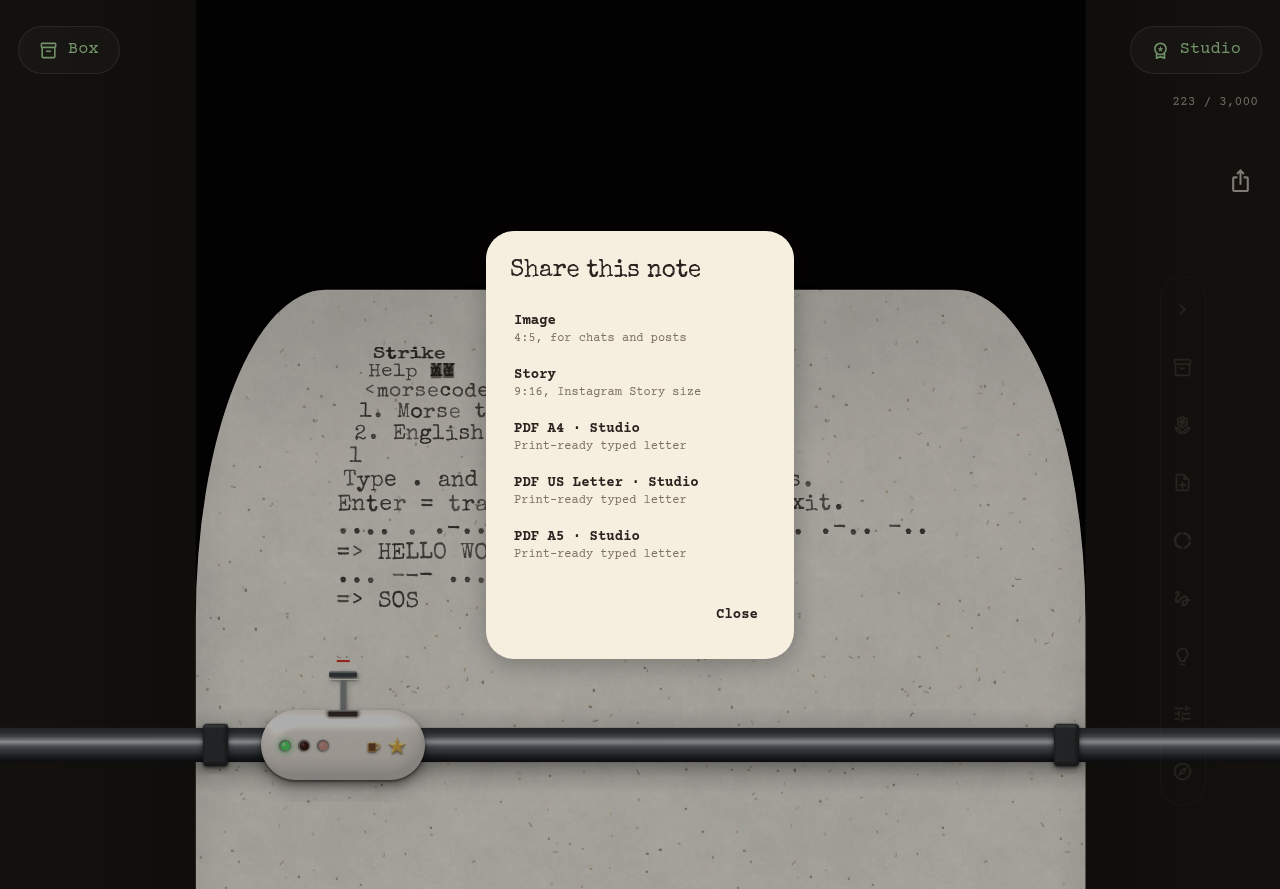 Box
Studio
223 / 3,000
Share this note
Image
4:5, for chats and posts
Story
9:16, Instagram Story size
PDF A4 · Studio
Print-ready typed letter
PDF US Letter · Studio
Print-ready typed letter
PDF A5 · Studio
Print-ready typed letter
Close
Strike
Help
<morsecode
1. Morse
2. English
1
Type . and
Enter =
.... . .-..
.-.. -..
=> HELLO
... --- ...
=> SOS